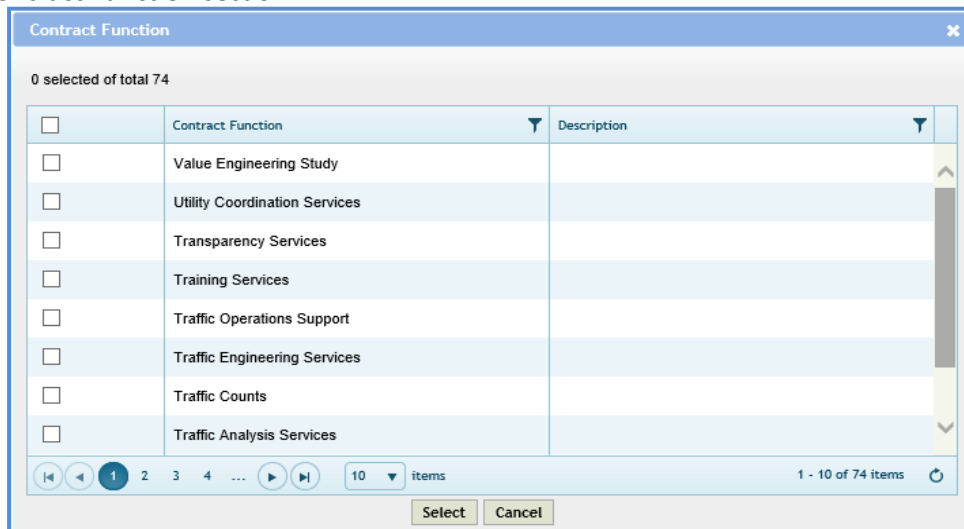 Contract Function
0 selected of total 74
Contract Function Description
Value Engineering Study
Utility Coordination Services
Transparency Services
Training Services
Traffic Operations Support
Traffic Engineering Services
Traffic Counts
Traffic Analysis Services
1 2 3 4 ... 10 items 1 - 10 of 74 items
Select Cancel